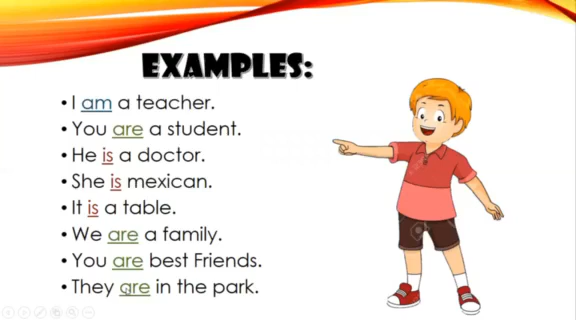 EXAMPLES:
• I am a teacher.
• You are a student.
• He is a doctor.
• She is mexican.
• It is a table.
• We are a family.
• You are best Friends.
• They are in the park.